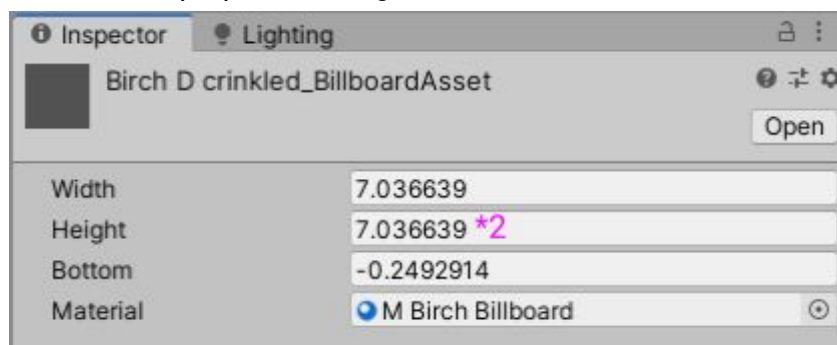 Inspector Lighting
Birch D crinkled_BillboardAsset
Open
Width 7.036639
Height 7.036639 *2
Bottom -0.2492914
Material M Birch Billboard